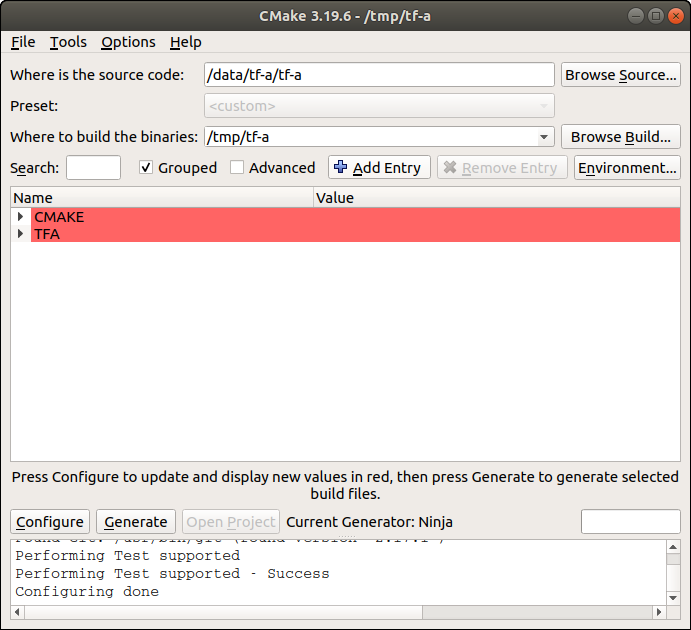 CMake 3.19.6 - /tmp/tf-a
File Tools Options Help
Where is the source code: /data/tf-a/tf-a Browse Source...
Preset: <custom>
Where to build the binaries: /tmp/tf-a Browse Build...
Search: Grouped Advanced Add Entry Remove Entry Environment...
Name Value
CMAKE
TFA
Press Configure to update and display new values in red, then press Generate to generate selected
build files.
Configure Generate Open Project Current Generator: Ninja
Performing Test supported
Performing Test supported - Success
Configuring done